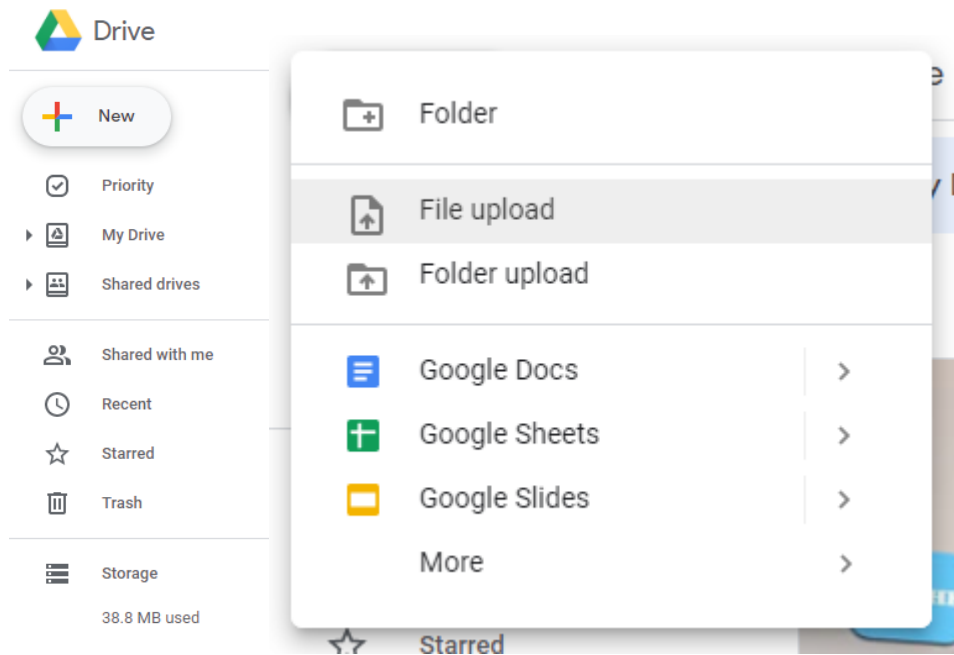 Drive
New
Priority
My Drive
Shared drives
Shared with me
Recent
Starred
Trash
Storage
38.8 MB used
Folder
File upload
Folder upload
Google Docs
Google Sheets
Google Slides
More
Starred